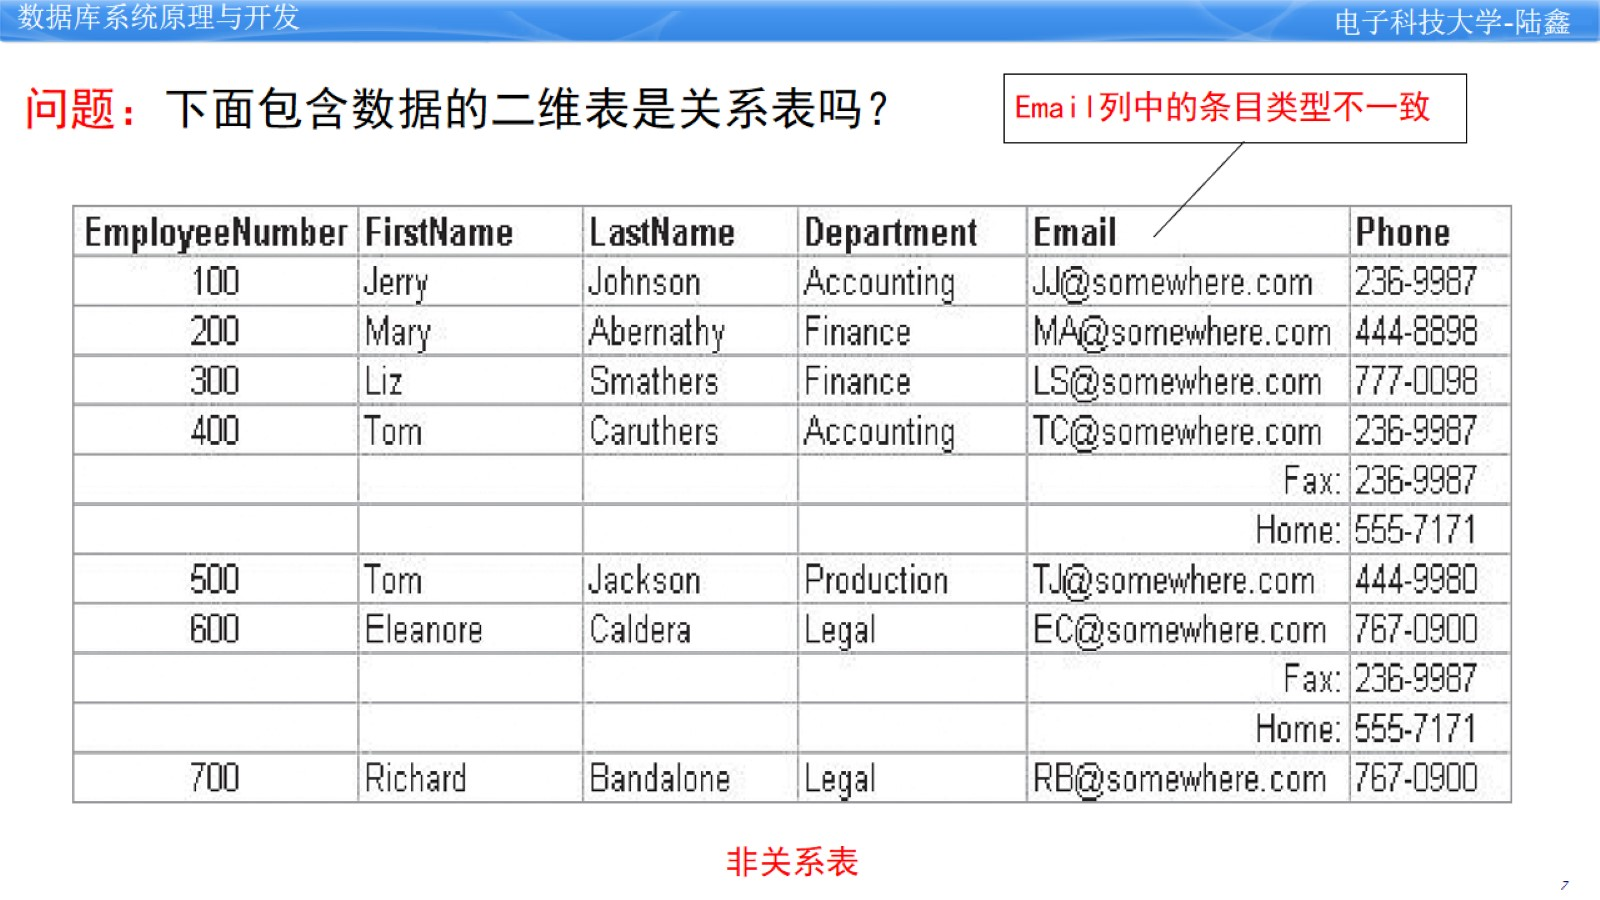 数据库系统原理与开发
电子科技大学-陆鑫
问题：下面包含数据的二维表是关系表吗？
Email列中的条目类型不一致
EmployeeNumber FirstName LastName Department Email Phone
100 Jerry Johnson Accounting JJ@somewhere.com 236-9987
200 Mary Abernathy Finance MA@somewhere.com 444-8898
300 Liz Smathers Finance LS@somewhere.com 777-0098
400 Tom Caruthers Accounting TC@somewhere.com 236-9987
Fax: 236-9987
Home: 555-7171
500 Tom Jackson Production TJ@somewhere.com 444-9980
600 Eleanore Caldera Legal EC@somewhere.com 767-0900
Fax: 236-9987
Home: 555-7171
700 Richard Bandalone Legal RB@somewhere.com 767-0900
非关系表
7